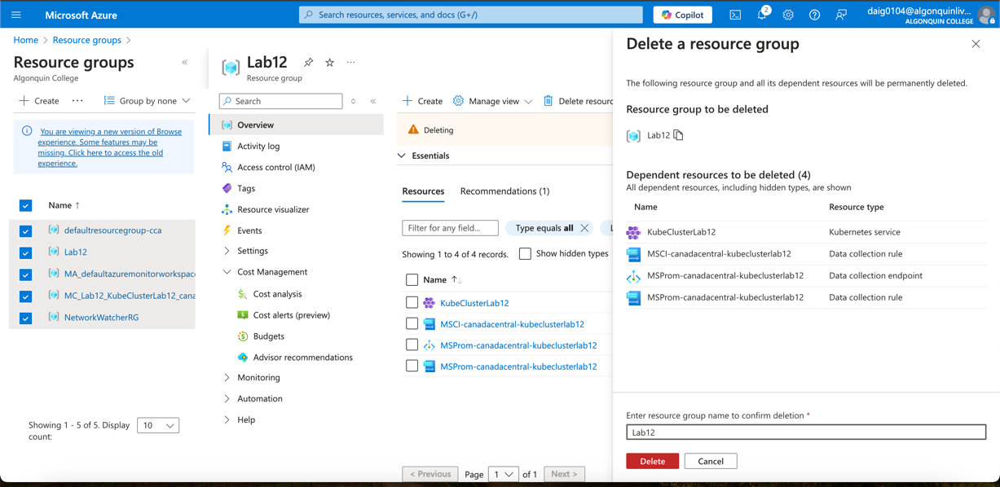 Microsoft Azure
Search resources, services, and docs (G+/)
Copilot
2
daig0104@algonquinliv...
ALGONQUIN COLLEGE
Home > Resource groups >
Resource groups
Algonquin College
Create
Group by none
You are viewing a new version of Browse
experience. Some features may be
missing. Click here to access the old
experience.
Name ↑
defaultresourcegroup-cca
Lab12
MA_defaultazuremonitorworkspac
MC_Lab12_KubeClusterLab12_cana
NetworkWatcherRG
Showing 1 - 5 of 5. Display
count:
10
Lab12
Resource group
Search
Overview
Activity log
Access control (IAM)
Tags
Resource visualizer
Events
Settings
Cost Management
Cost analysis
Cost alerts (preview)
Budgets
Advisor recommendations
Monitoring
Automation
Help
Create
Manage view
Delete resourc
Deleting
Essentials
Resources
Recommendations (1)
Filter for any field...
Type equals all
Showing 1 to 4 of 4 records.
Show hidden types
Name ↑↓
KubeClusterLab12
MSCI-canadacentral-kubeclusterlab12
MSProm-canadacentral-kubeclusterlab12
MSProm-canadacentral-kubeclusterlab12
< Previous
Page
1
of 1
Next >
Delete a resource group
The following resource group and all its dependent resources will be permanently deleted.
Resource group to be deleted
Lab12
Dependent resources to be deleted (4)
All dependent resources, including hidden types, are shown
Name Resource type
KubeClusterLab12 Kubernetes service
MSCI-canadacentral-kubeclusterlab12 Data collection rule
MSProm-canadacentral-kubeclusterlab12 Data collection endpoint
MSProm-canadacentral-kubeclusterlab12 Data collection rule
Enter resource group name to confirm deletion *
Lab12
Delete
Cancel